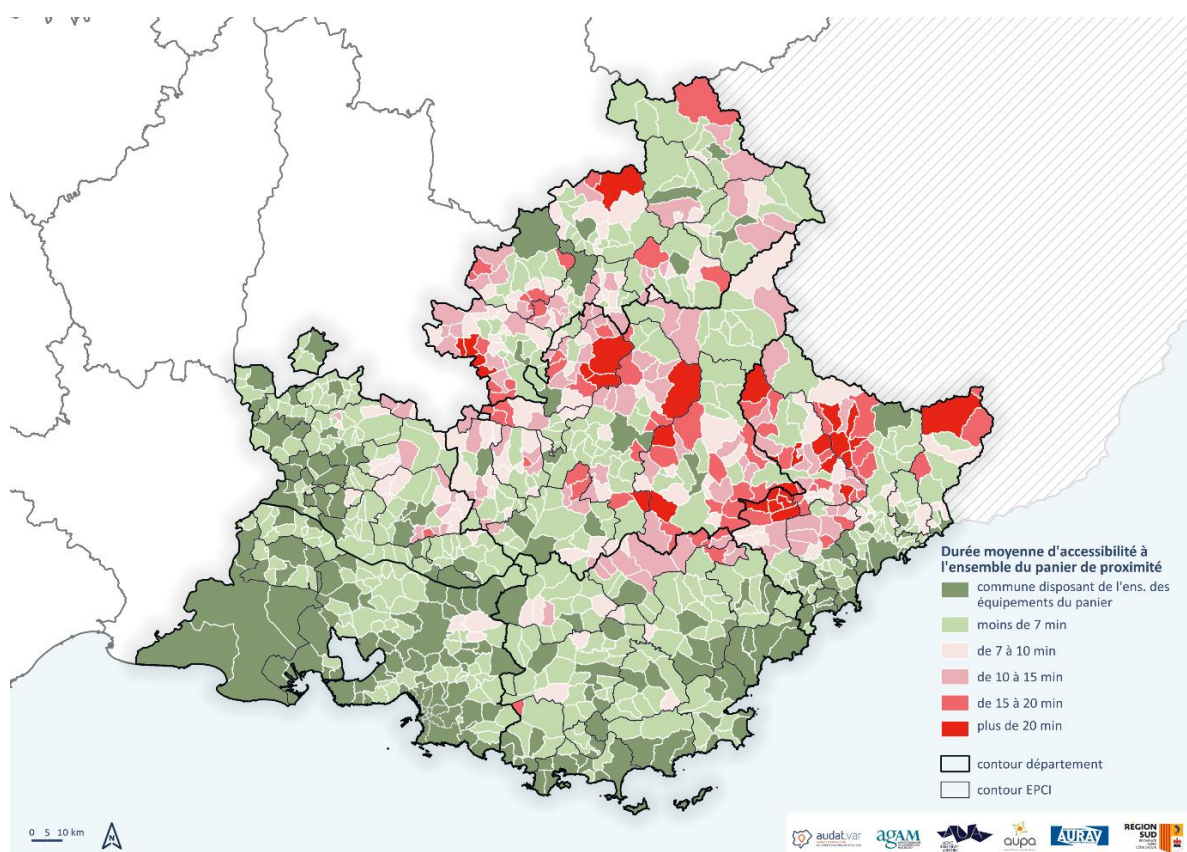 Durée moyenne d'accessibilité à
l'ensemble du panier de proximité
commune disposant de l'ens. des
équipements du panier
moins de 7 min
de 7 à 10 min
de 10 à 15 min
de 15 à 20 min
plus de 20 min
contour département
contour EPCI
0 5 10 km
N
audat.var
agAM
aupa
AURAV
RÉGION
SUD